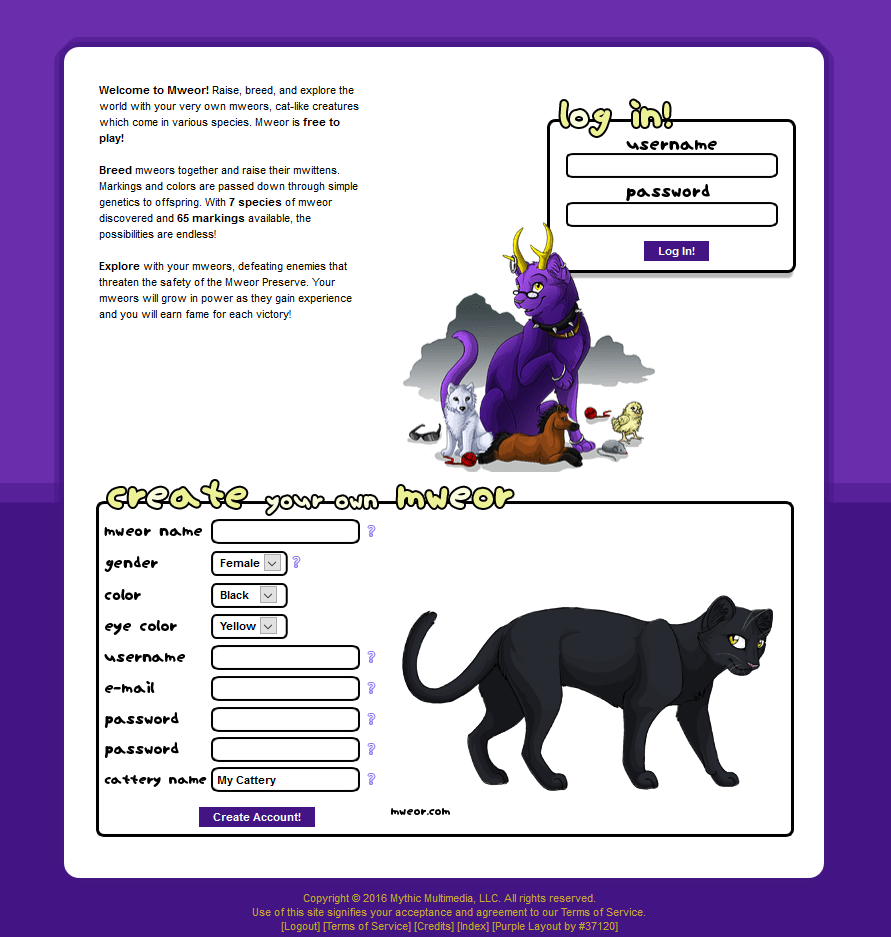 Welcome to Mweor! Raise, breed, and explore the
world with your very own mweors, cat-like creatures
which come in various species. Mweor is free to
play!
Breed mweors together and raise their mwittens.
Markings and colors are passed down through simple
genetics to offspring. With 7 species of mweor
discovered and 65 markings available, the
possibilities are endless!
Explore with your mweors, defeating enemies that
threaten the safety of the Mweor Preserve. Your
mweors will grow in power as they gain experience
and you will earn fame for each victory!
log in!
username
password
Log In!
create your own mweor
mweor name ?
gender Female ?
color Black
eye color Yellow
username ?
e-mail ?
password ?
password ?
cattery name My Cattery ?
Create Account!
mweor.com
Copyright © 2016 Mythic Multimedia, LLC. All rights reserved.
Use of this site signifies your acceptance and agreement to our Terms of Service.
[Logout] [Terms of Service] [Credits] [Index] [Purple Layout by #37120]